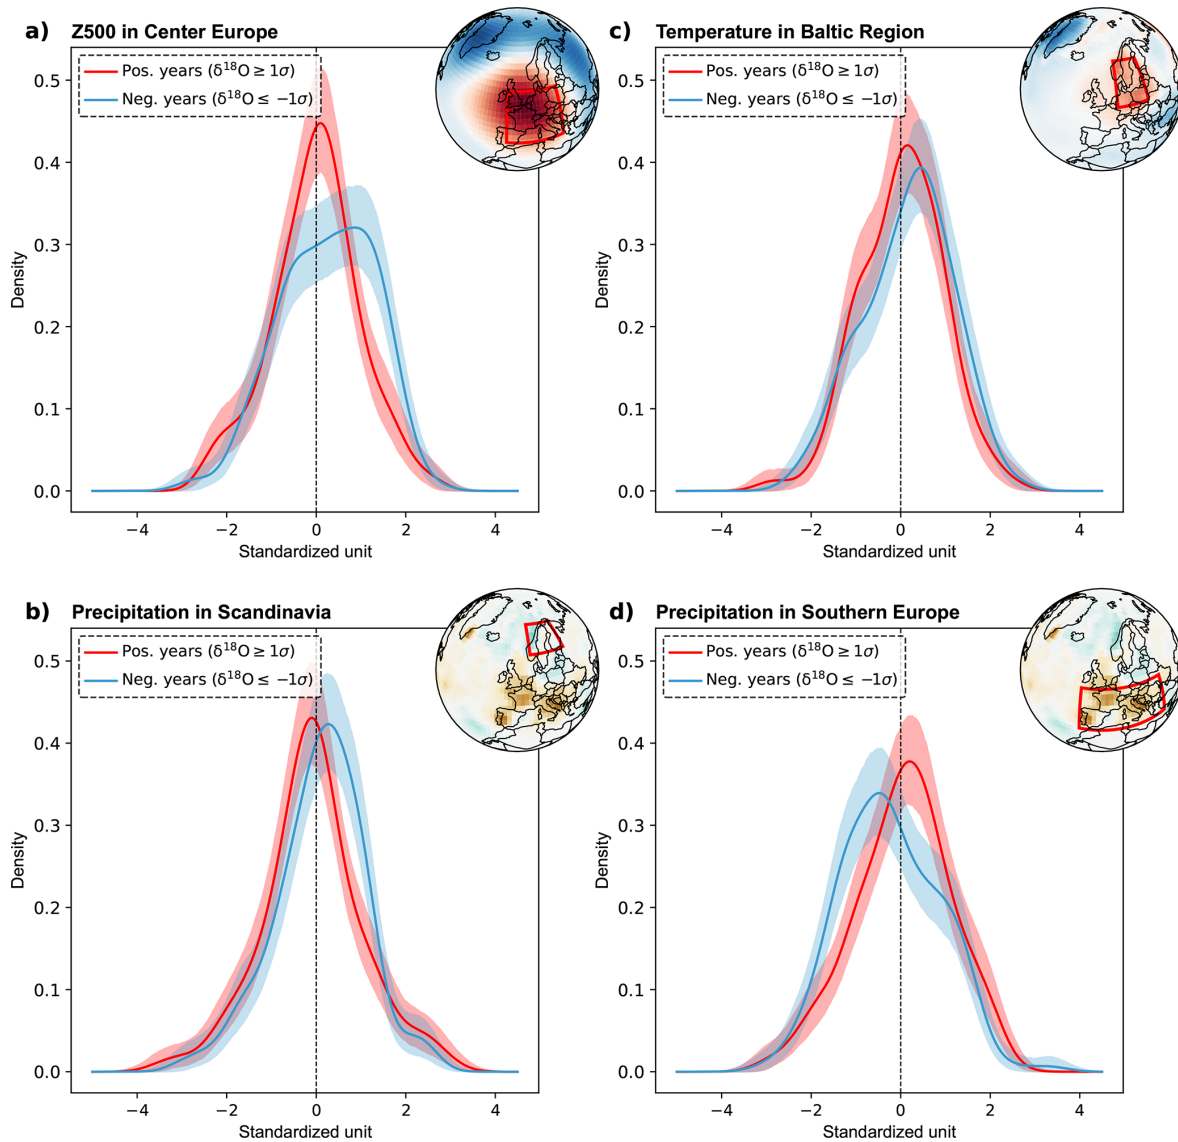 a) Z500 in Center Europe
Pos. years (δ¹⁸O ≥ 1σ)
Neg. years (δ¹⁸O ≤ −1σ)
0.5
0.4
0.3
0.2
0.1
0.0
Density
−4 −2 0 2 4
Standardized unit
c) Temperature in Baltic Region
Pos. years (δ¹⁸O ≥ 1σ)
Neg. years (δ¹⁸O ≤ −1σ)
0.5
0.4
0.3
0.2
0.1
0.0
Density
−4 −2 0 2 4
Standardized unit
b) Precipitation in Scandinavia
Pos. years (δ¹⁸O ≥ 1σ)
Neg. years (δ¹⁸O ≤ −1σ)
0.5
0.4
0.3
0.2
0.1
0.0
Density
−4 −2 0 2 4
Standardized unit
d) Precipitation in Southern Europe
Pos. years (δ¹⁸O ≥ 1σ)
Neg. years (δ¹⁸O ≤ −1σ)
0.5
0.4
0.3
0.2
0.1
0.0
Density
−4 −2 0 2 4
Standardized unit